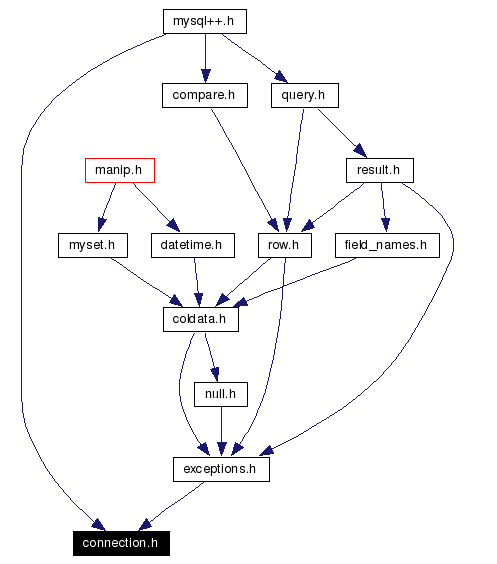 mysql++.h
compare.h
query.h
manip.h
result.h
myset.h
datetime.h
row.h
field_names.h
coldata.h
null.h
exceptions.h
connection.h